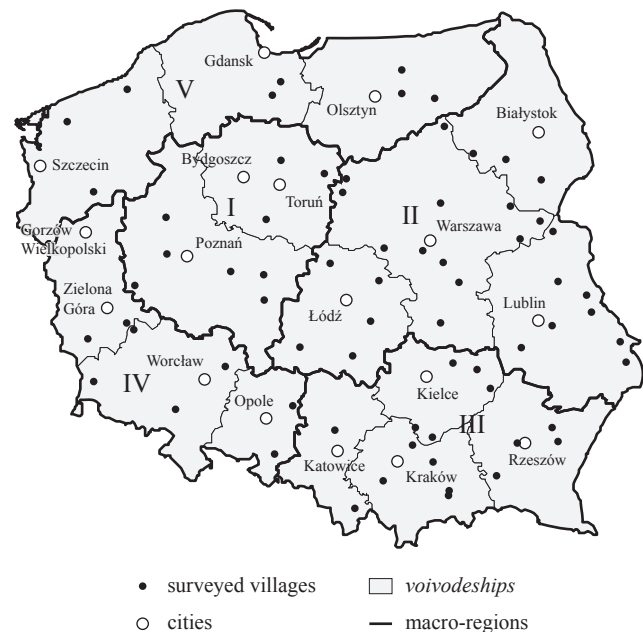 Gdansk
V
Olsztyn
Białystok
Szczecin
Bydgoszcz
Toruń
I
II
Gorzów
Wielkopolski
Warszawa
Poznań
Zielona
Góra
Łódź
Lublin
Worcław
IV
Opole
Kielce
III
Katowice
Kraków
Rzeszów
surveyed villages
voivodeships
cities
macro-regions